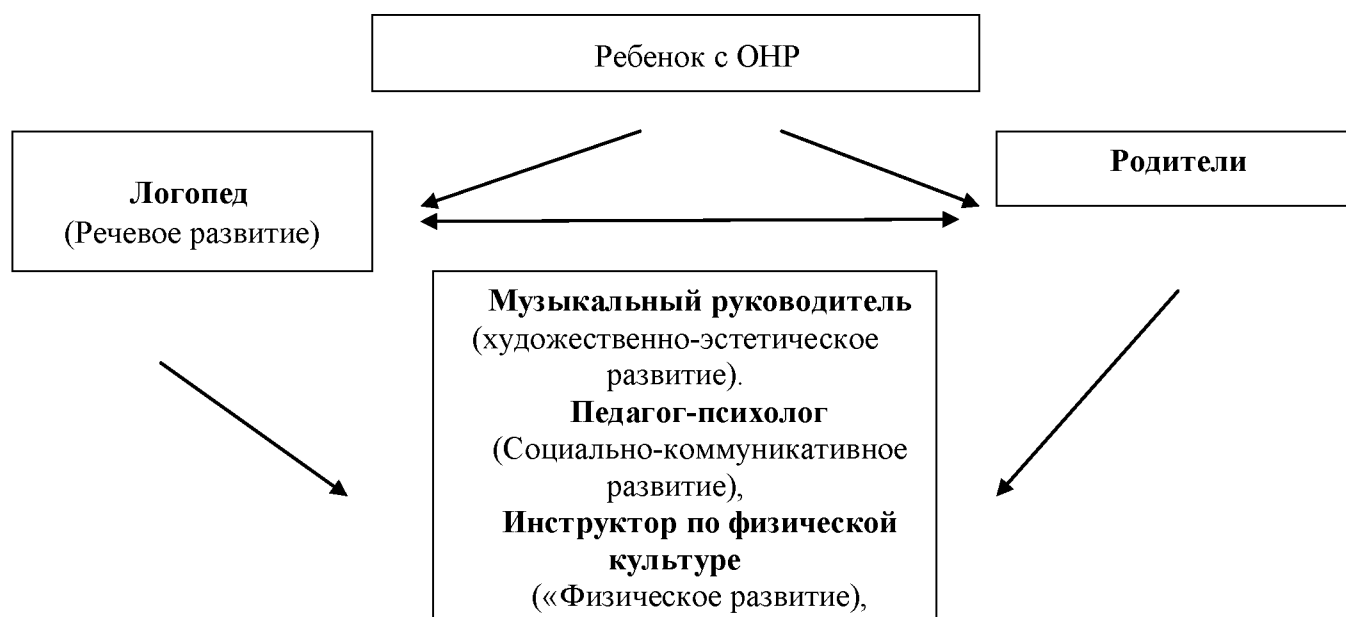 Ребенок с ОНР
Логопед
(Речевое развитие)
Родители
Музыкальный руководитель
(художественно-эстетическое
развитие).
Педагог-психолог
(Социально-коммуникативное
развитие),
Инструктор по физической
культуре
(«Физическое развитие),